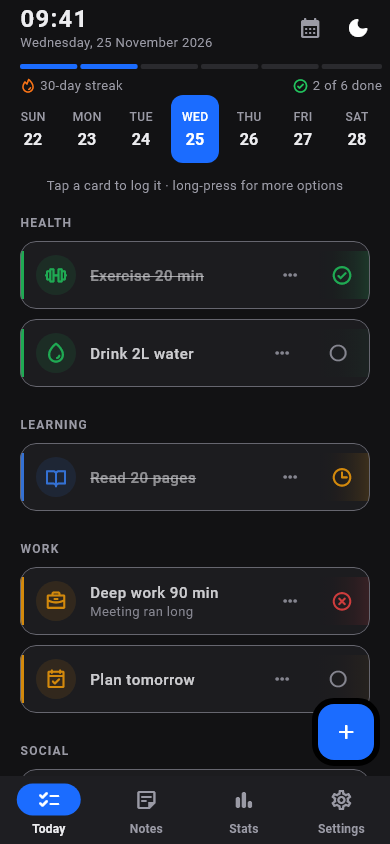 09:41
Wednesday, 25 November 2026
30-day streak
2 of 6 done
SUN MON TUE WED THU FRI SAT
22 23 24 25 26 27 28
Tap a card to log it · long-press for more options
HEALTH
Exercise 20 min
Drink 2L water
LEARNING
Read 20 pages
WORK
Deep work 90 min
Meeting ran long
Plan tomorrow
SOCIAL
Today Notes Stats Settings